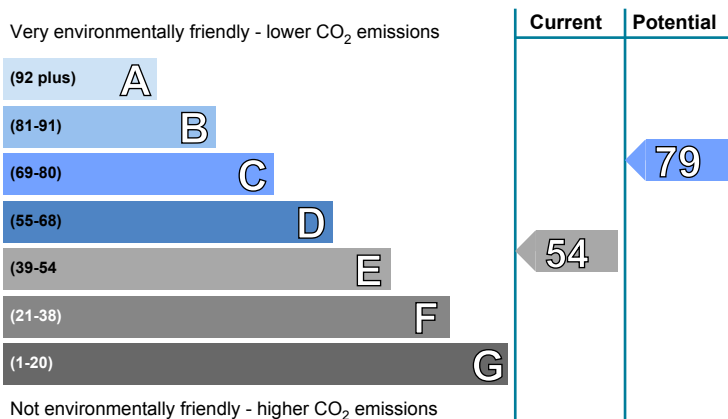 Current Potential
Very environmentally friendly - lower CO2 emissions
(92 plus) A
(81-91) B
(69-80) C
79
(55-68) D
(39-54 E
54
(21-38) F
(1-20) G
Not environmentally friendly - higher CO2 emissions